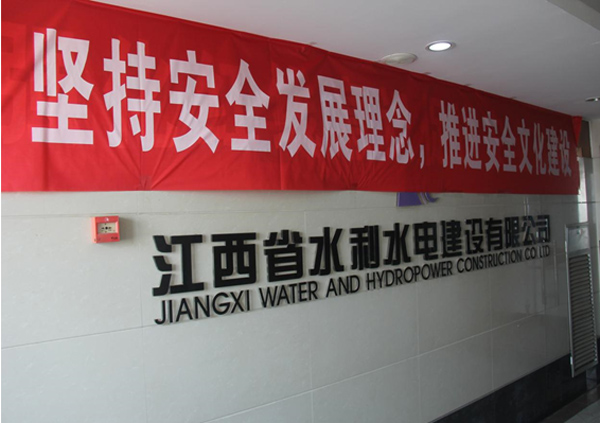 坚持安全发展理念，推进安全文化建设
江西省水利水电建设有限公司
JIANGXI WATER AND HYDROPOWER CONSTRUCTION CO LTD